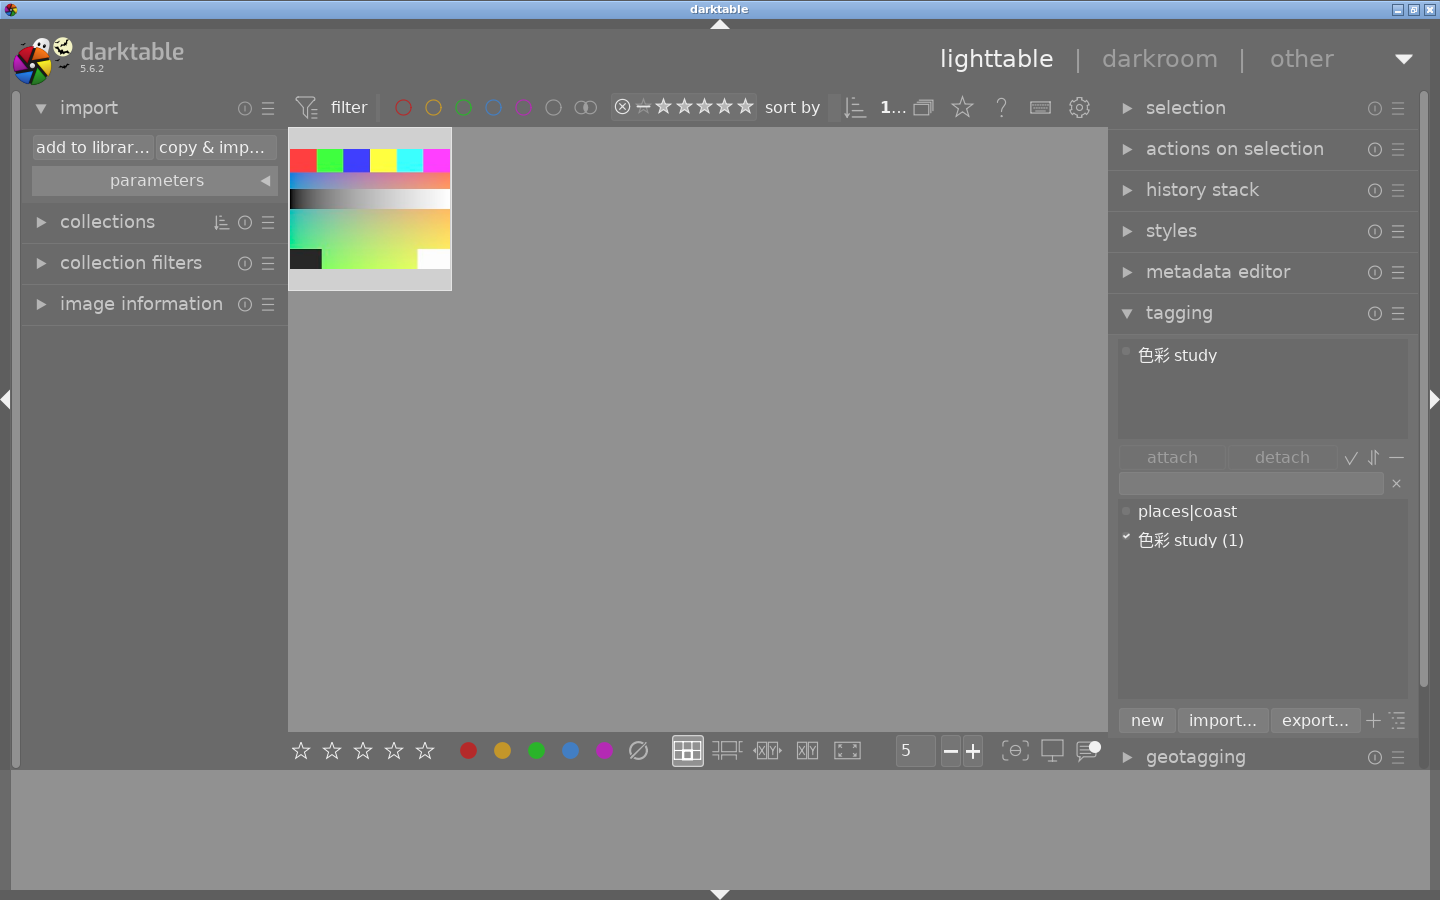 darktable
darktable
5.6.2
lighttable | darkroom | other
import
filter
sort by
1...
add to librar...
copy & imp...
parameters
collections
collection filters
image information
selection
actions on selection
history stack
styles
metadata editor
tagging
色彩 study
attach
detach
places|coast
色彩 study (1)
new
import...
export...
geotagging
5